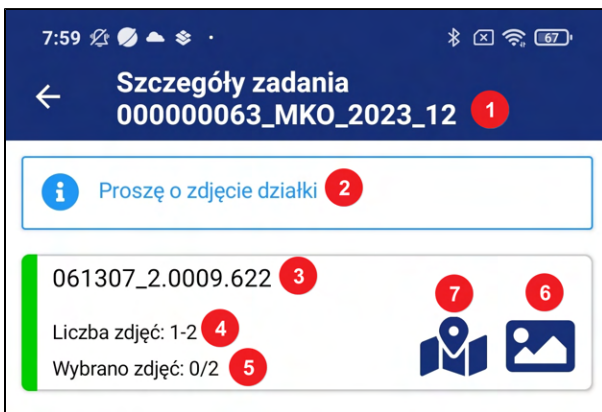 7:59
67
Szczegóły zadania
000000063_MKO_2023_12 1
Proszę o zdjęcie działki 2
061307_2.0009.622 3
7 6
Liczba zdjęć: 1-2 4
Wybrano zdjęć: 0/2 5